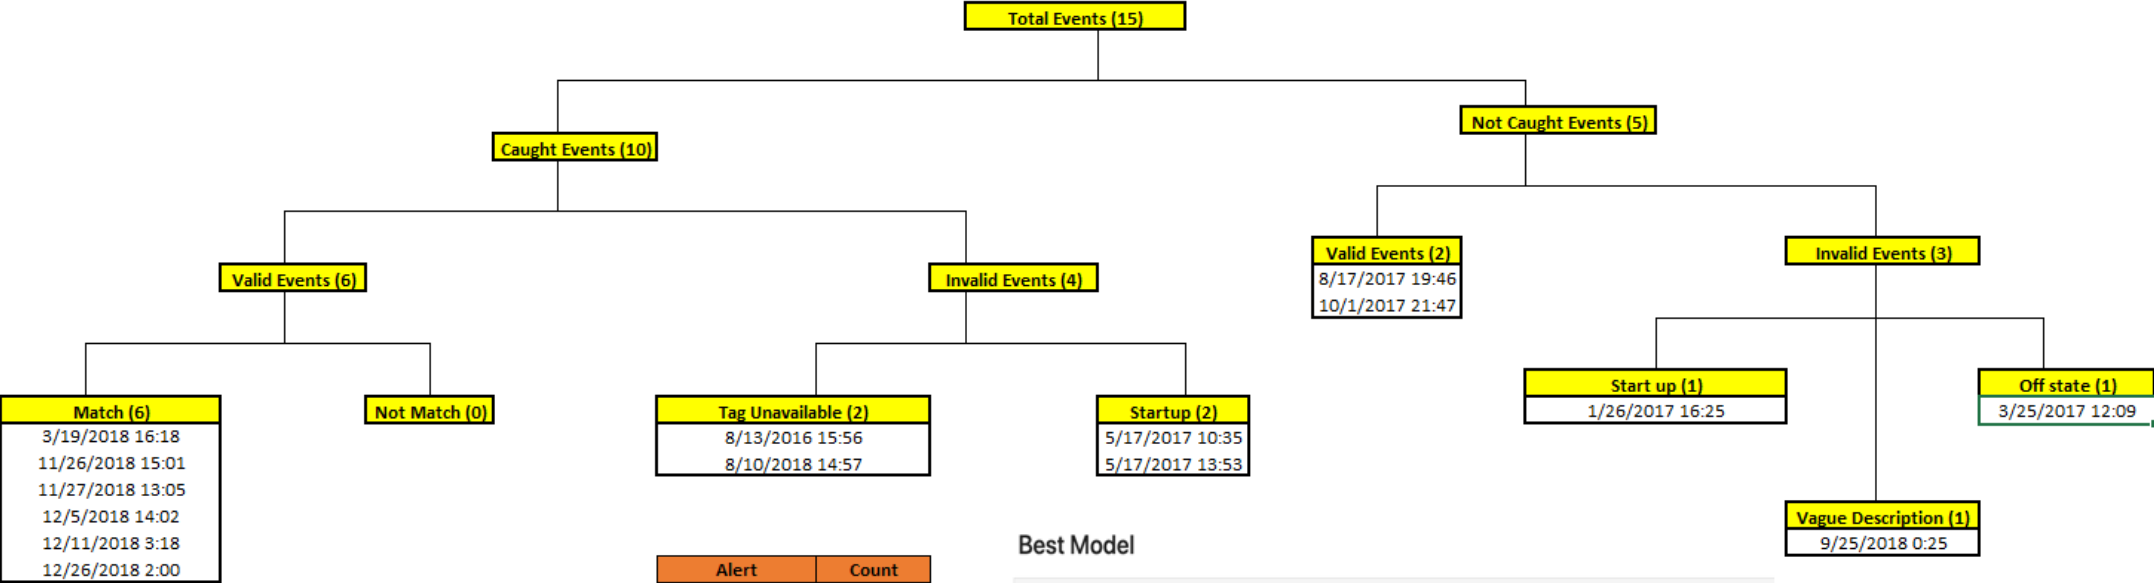 Total Events (15)
Caught Events (10)
Not Caught Events (5)
Valid Events (6)
Invalid Events (4)
Valid Events (2)
8/17/2017 19:46
10/1/2017 21:47
Invalid Events (3)
Match (6)
3/19/2018 16:18
11/26/2018 15:01
11/27/2018 13:05
12/5/2018 14:02
12/11/2018 3:18
12/26/2018 2:00
Not Match (0)
Tag Unavailable (2)
8/13/2016 15:56
8/10/2018 14:57
Startup (2)
5/17/2017 10:35
5/17/2017 13:53
Start up (1)
1/26/2017 16:25
Off state (1)
3/25/2017 12:09
Vague Description (1)
9/25/2018 0:25
Best Model
Alert Count